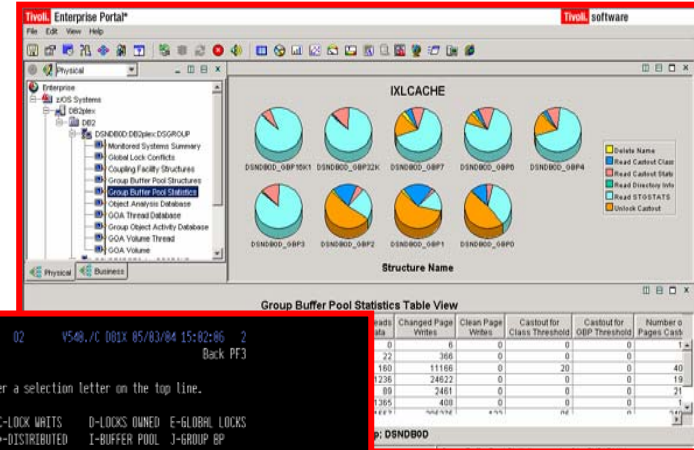 Tivoli. Enterprise Portal*
Tivoli. software
File Edit View Help
Physical
Enterprise
z/OS Systems
DB2plex
DB2
DSNDB0D:DB2plex:DSGROUP
Monitored Systems Summary
Global Lock Conflicts
Coupling Facility Structures
Group Buffer Pool Structures
Group Buffer Pool Statistics
Object Analysis Database
GOA Thread Database
Group Object Activity Database
GOA Volume Thread
GOA Volume
Physical Business
IXLCACHE
DSNDB0D_GBP16K1 DSNDB0D_GBP32K DSNDB0D_GBP7 DSNDB0D_GBP6 DSNDB0D_GBP4
DSNDB0D_GBP3 DSNDB0D_GBP2 DSNDB0D_GBP1 DSNDB0D_GBP0
Delete Name
Read Castout Class
Read Castout Stats
Read Directory Info
Read STGSTATS
Unlock Castout
Structure Name
Group Buffer Pool Statistics Table View
Changed Page Writes Clean Page Writes Castout for Class Threshold Castout for GBP Threshold Number o Pages Cast
0 6 0 0 0
22 366 0 0 0
160 11166 0 20 0 40
1236 24622 0 0 0 19
89 2461 0 0 0 21
1365 408 0 0 0
p: DSNDB0D
02 V540./C D01X 05/03/04 15:02:06 2
Back PF3
er a selection letter on the top line.
C-LOCK WAITS D-LOCKS OWNED E-GLOBAL LOCKS
-DISTRIBUTED I-BUFFER POOL J-GROUP BP